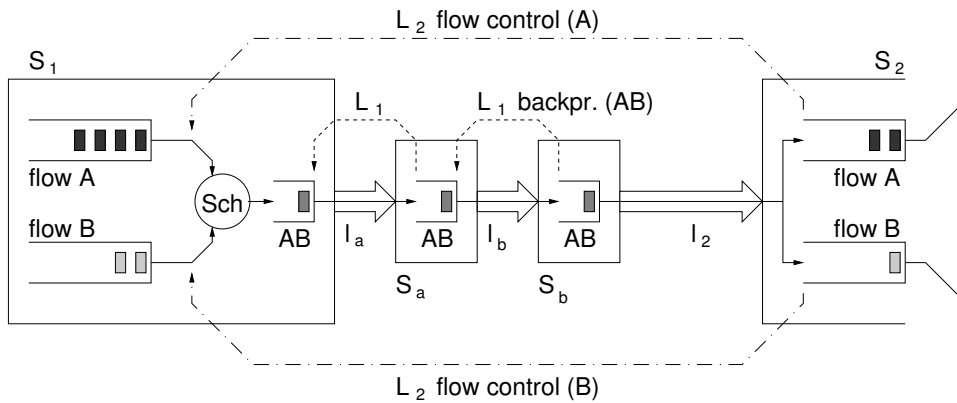 L 2 flow control (A)
S 1
S 2
L 1
L 1 backpr. (AB)
flow A
flow A
Sch
flow B
flow B
AB
l a
AB
l b
AB
l 2
S a
S b
L 2 flow control (B)